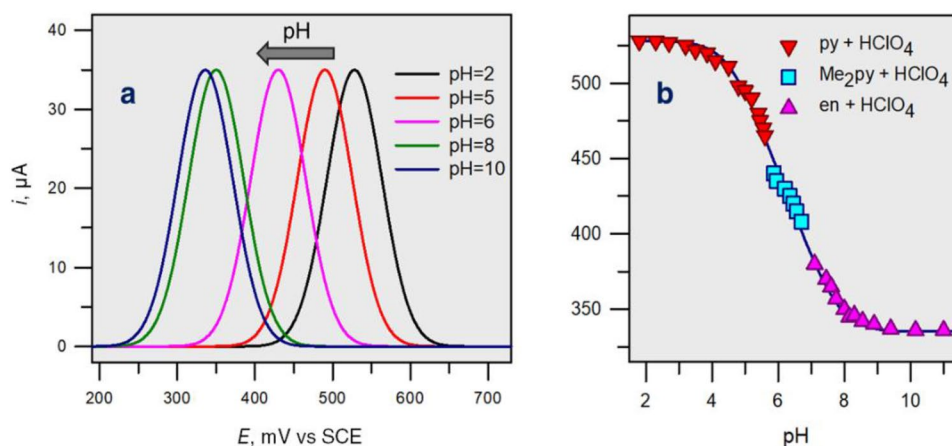 40
30
20
10
0
i, µA
a
pH
pH=2
pH=5
pH=6
pH=8
pH=10
200
300
400
500
600
700
E, mV vs SCE
500
450
400
350
b
py + HClO₄
Me₂py + HClO₄
en + HClO₄
2
4
6
8
10
pH